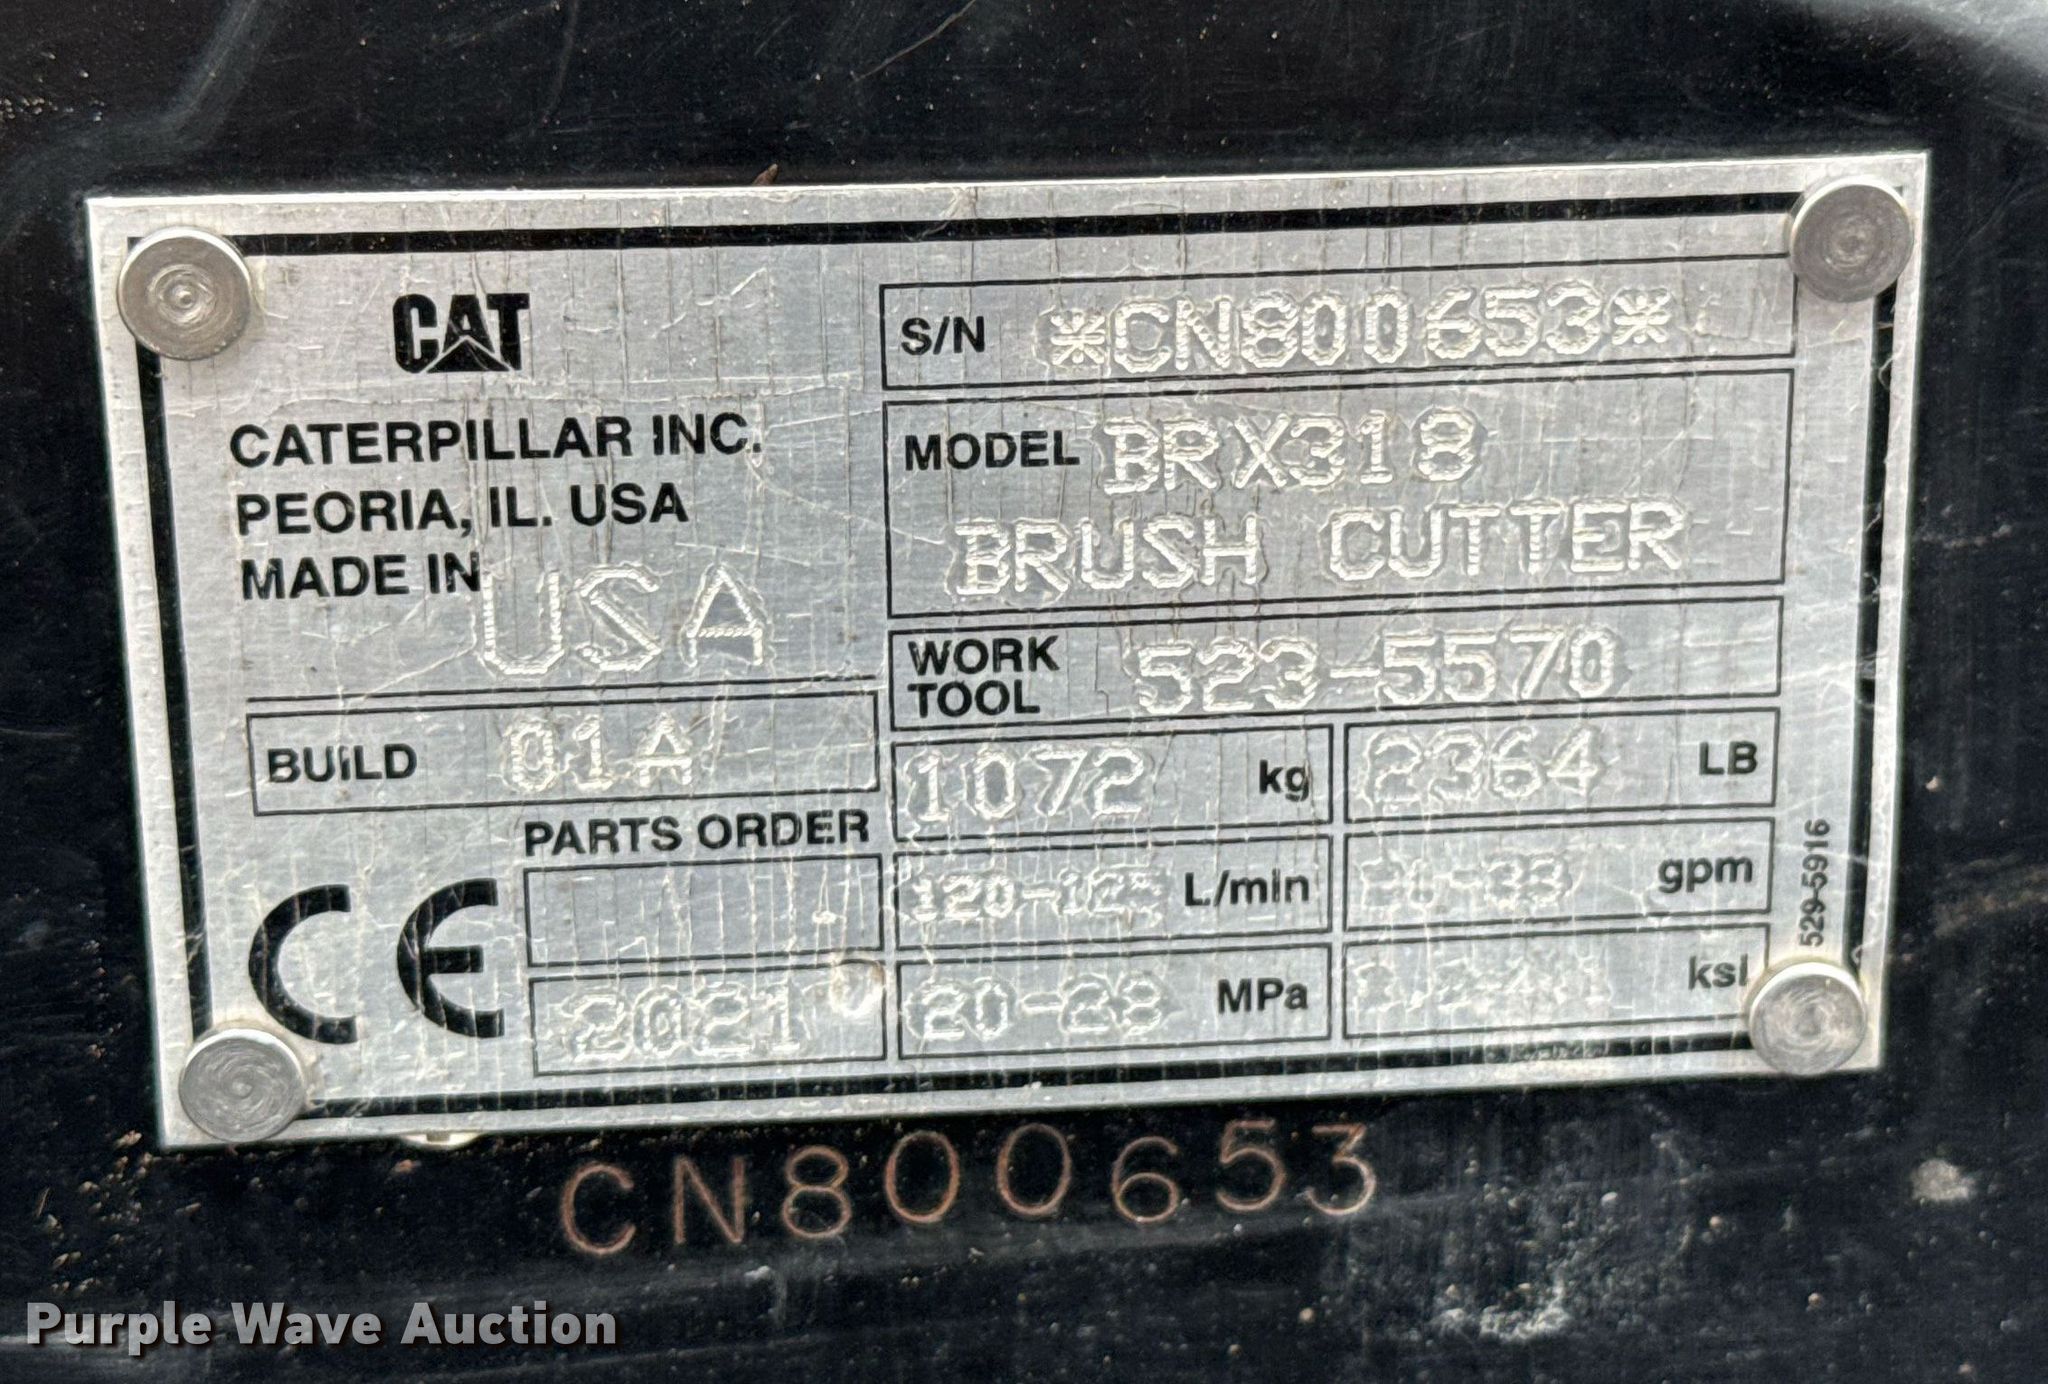 CAT
CATERPILLAR INC.
PEORIA, IL. USA
MADE IN USA
BUILD 01A
PARTS ORDER
CE
2021
S/N *CN800653*
MODEL BRX318
BRUSH CUTTER
WORK TOOL 523-5570
1072 kg 2364 LB
L/min gpm
20-28 MPa ksi
529-5916
CN800653
Purple Wave Auction